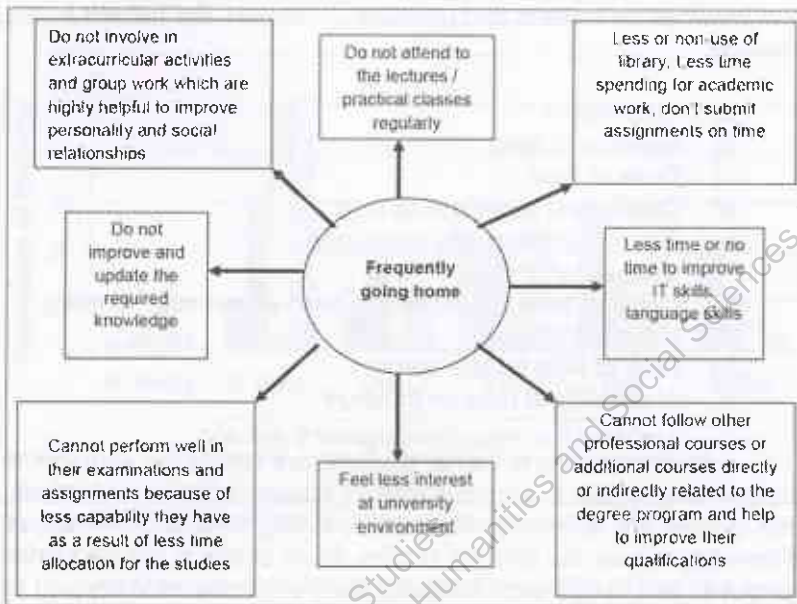 Do not involve in
extracurricular activities
and group work which are
highly helpful to improve
personality and social
relationships
Do not attend to
the lectures /
practical classes
regularly
Less or non-use of
library, Less time
spending for academic
work, don't submit
assignments on time
Do not
improve and
update the
required
knowledge
Frequently
going home
Less time or no
time to improve
IT skills,
language skills
Cannot perform well in
their examinations and
assignments because of
less capability they have
as a result of less time
allocation for the studies
Feel less interest
at university
environment
Cannot follow other
professional courses or
additional courses directly
or indirectly related to the
degree program and help
to improve their
qualifications
Studies
Humanities and Social Sciences